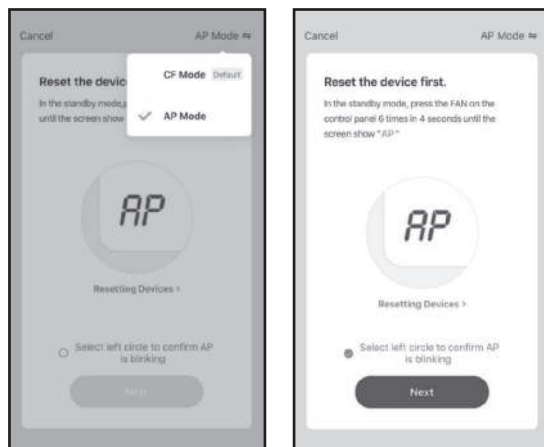 Cancel
AP Mode ⇋
CF Mode Default
AP Mode
Reset the devic
In the standby mode,p
until the screen show
AP
Resetting Devices >
Select left circle to confirm AP
is blinking
Next
Cancel
AP Mode ⇋
Reset the device first.
In the standby mode, press the FAN on the
control panel 6 times in 4 seconds until the
screen show "AP"
AP
Resetting Devices >
Select left circle to confirm AP
is blinking
Next